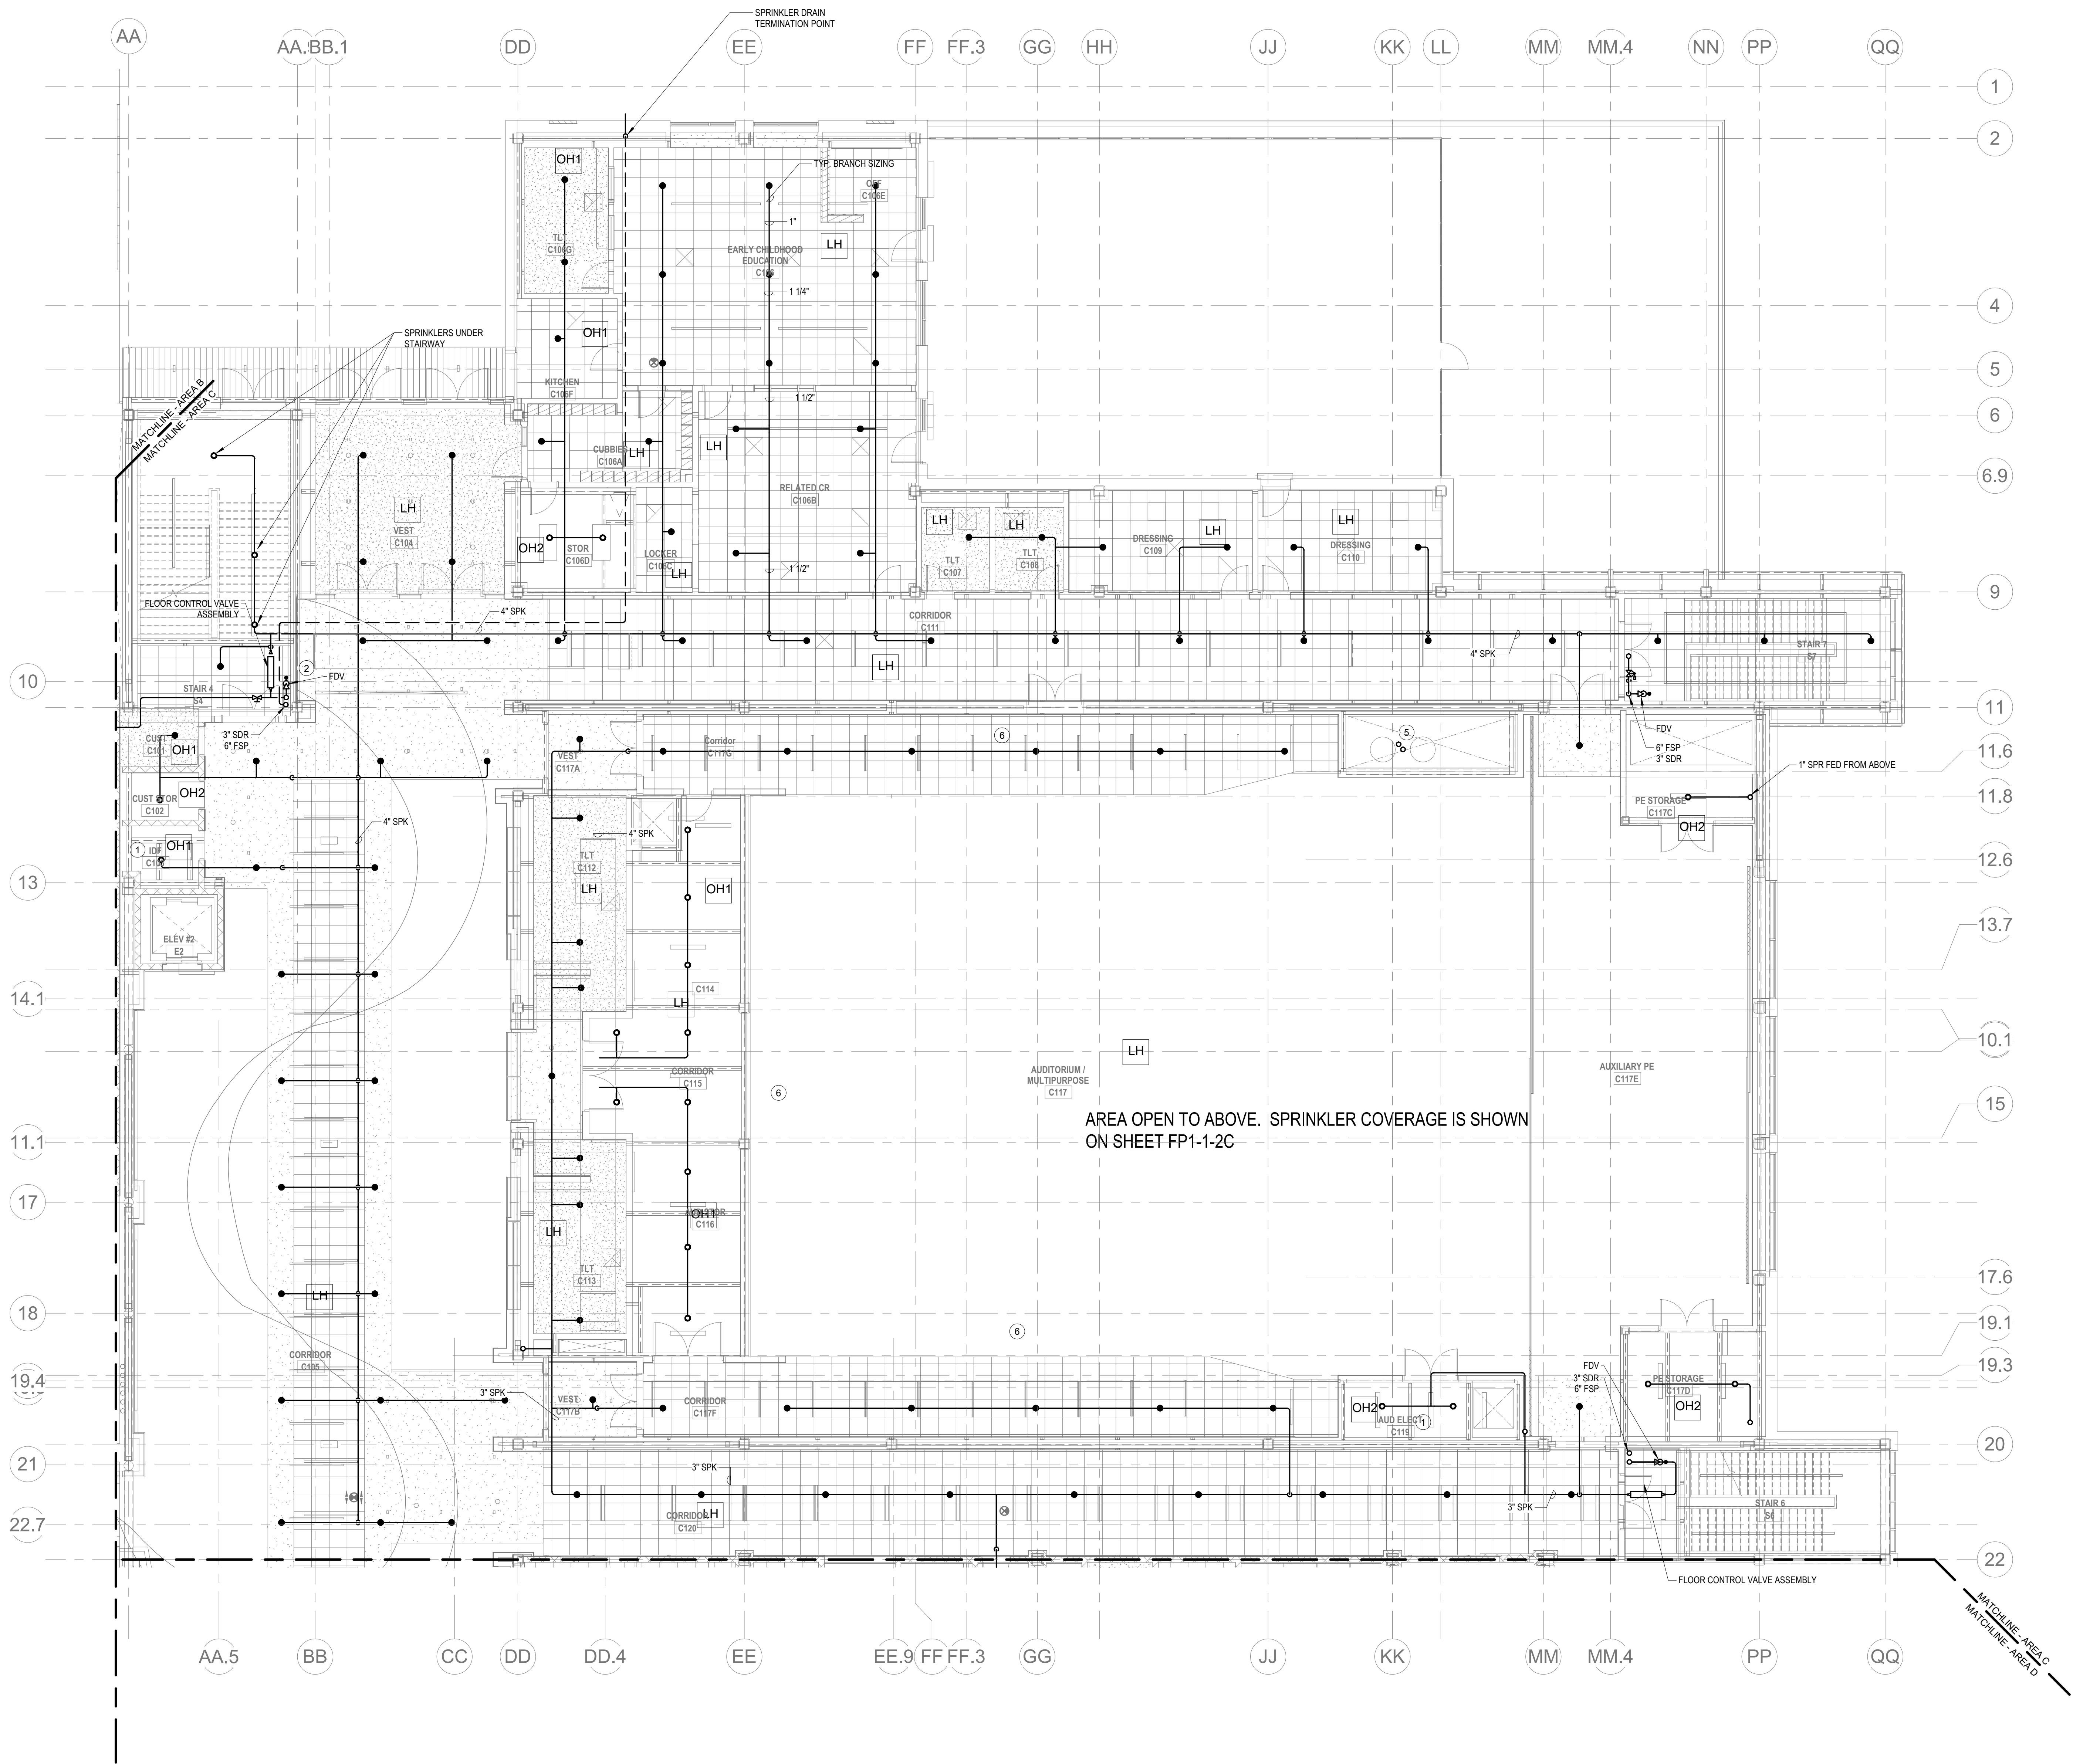 SPRINKLER DRAIN
TERMINATION POINT
AA
BB.1
DD
EE
FF
FF.3
GG
HH
JJ
KK
LL
MM
MM.4
NN
PP
QQ
1
2
4
5
6
6.9
9
11
11.6
11.8
12.6
13.7
10.1
15
17.6
19.1
19.3
20
22
10
13
14.1
11.1
17
18
19.4
21
22.7
TYP. BRANCH SIZING
OH1
OFF
C106E
1"
LH
TLT
C106G
EARLY CHILDHOOD
EDUCATION
1 1/4"
OH1
SPRINKLERS UNDER
STAIRWAY
KITCHEN
C106F
1 1/2"
MATCHLINE - AREA B
MATCHLINE - AREA C
CUBBIES
C106A
LH
LH
RELATED CR
C106B
LH
VEST
C104
OH2
STOR
C106D
LOCKER
C106C
LH
1 1/2"
LH
LH
TLT
C107
TLT
C108
LH
DRESSING
C109
LH
DRESSING
C110
FLOOR CONTROL VALVE
ASSEMBLY
4" SPK
CORRIDOR
C111
LH
4" SPK
STAIR 7
S7
2
FDV
STAIR 4
S4
3" SDR
6" FSP
FDV
6" FSP
3" SDR
CUST
C101
OH1
OH2
CUST STOR
C102
4" SPK
1
IDF
OH1
ELEV #2
E2
VEST
C117A
Corridor
C117G
6
5
1" SPR FED FROM ABOVE
PE STORAGE
C117C
OH2
4" SPK
TLT
C112
LH
OH1
C114
LH
CORRIDOR
C115
6
LH
AUDITORIUM /
MULTIPURPOSE
C117
AUXILIARY PE
C117E
AREA OPEN TO ABOVE.  SPRINKLER COVERAGE IS SHOWN
ON SHEET FP1-1-2C
LH
OH1
C116
TLT
C113
LH
CORRIDOR
C105
6
3" SPK
VEST
C117B
CORRIDOR
C117F
OH2
AUD ELECT
1
C119
FDV
3" SDR
6" FSP
PE STORAGE
C117D
OH2
3" SPK
CORRIDOR
C120
LH
3" SPK
STAIR 6
S6
FLOOR CONTROL VALVE ASSEMBLY
MATCHLINE - AREA C
MATCHLINE - AREA D
AA.5
BB
CC
DD
DD.4
EE
EE.9
FF
FF.3
GG
JJ
KK
MM
MM.4
PP
QQ